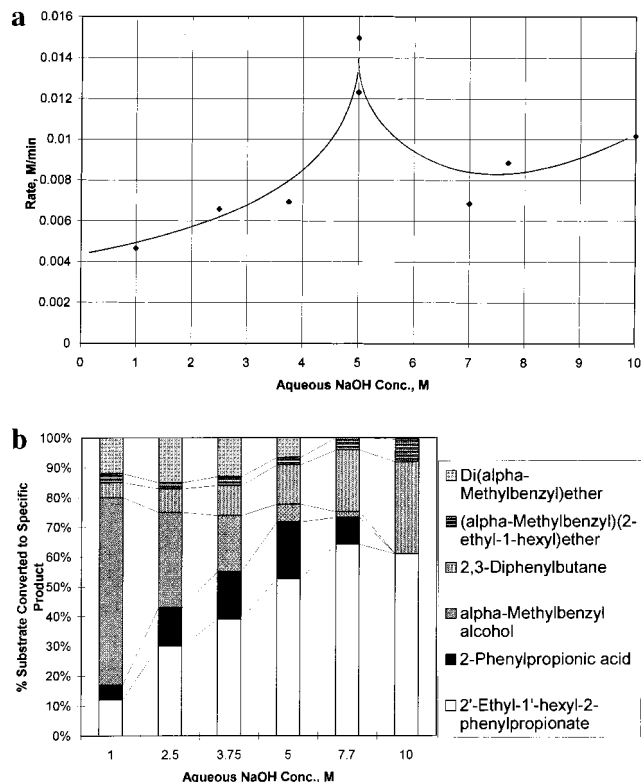 a
0.016
0.014
0.012
0.01
0.008
0.006
0.004
0.002
0
Rate, M/min
0 1 2 3 4 5 6 7 8 9 10
Aqueous NaOH Conc., M
b
100%
90%
80%
70%
60%
50%
40%
30%
20%
10%
0%
% Substrate Converted to Specific
Product
1 2.5 3.75 5 7.7 10
Aqueous NaOH Conc., M
Di(alpha-
Methylbenzyl)ether
(alpha-Methylbenzyl)(2-
ethyl-1-hexyl)ether
2,3-Diphenylbutane
alpha-Methylbenzyl
alcohol
2-Phenylpropionic acid
2'-Ethyl-1'-hexyl-2-
phenylpropionate